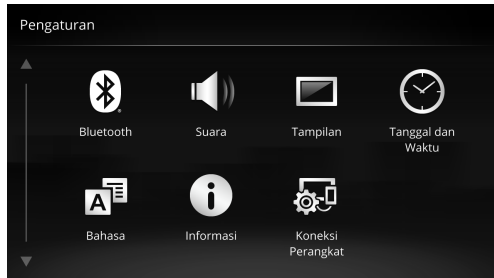 Pengaturan
Bluetooth
Suara
Tampilan
Tanggal dan
Waktu
A
Bahasa
Informasi
Koneksi
Perangkat